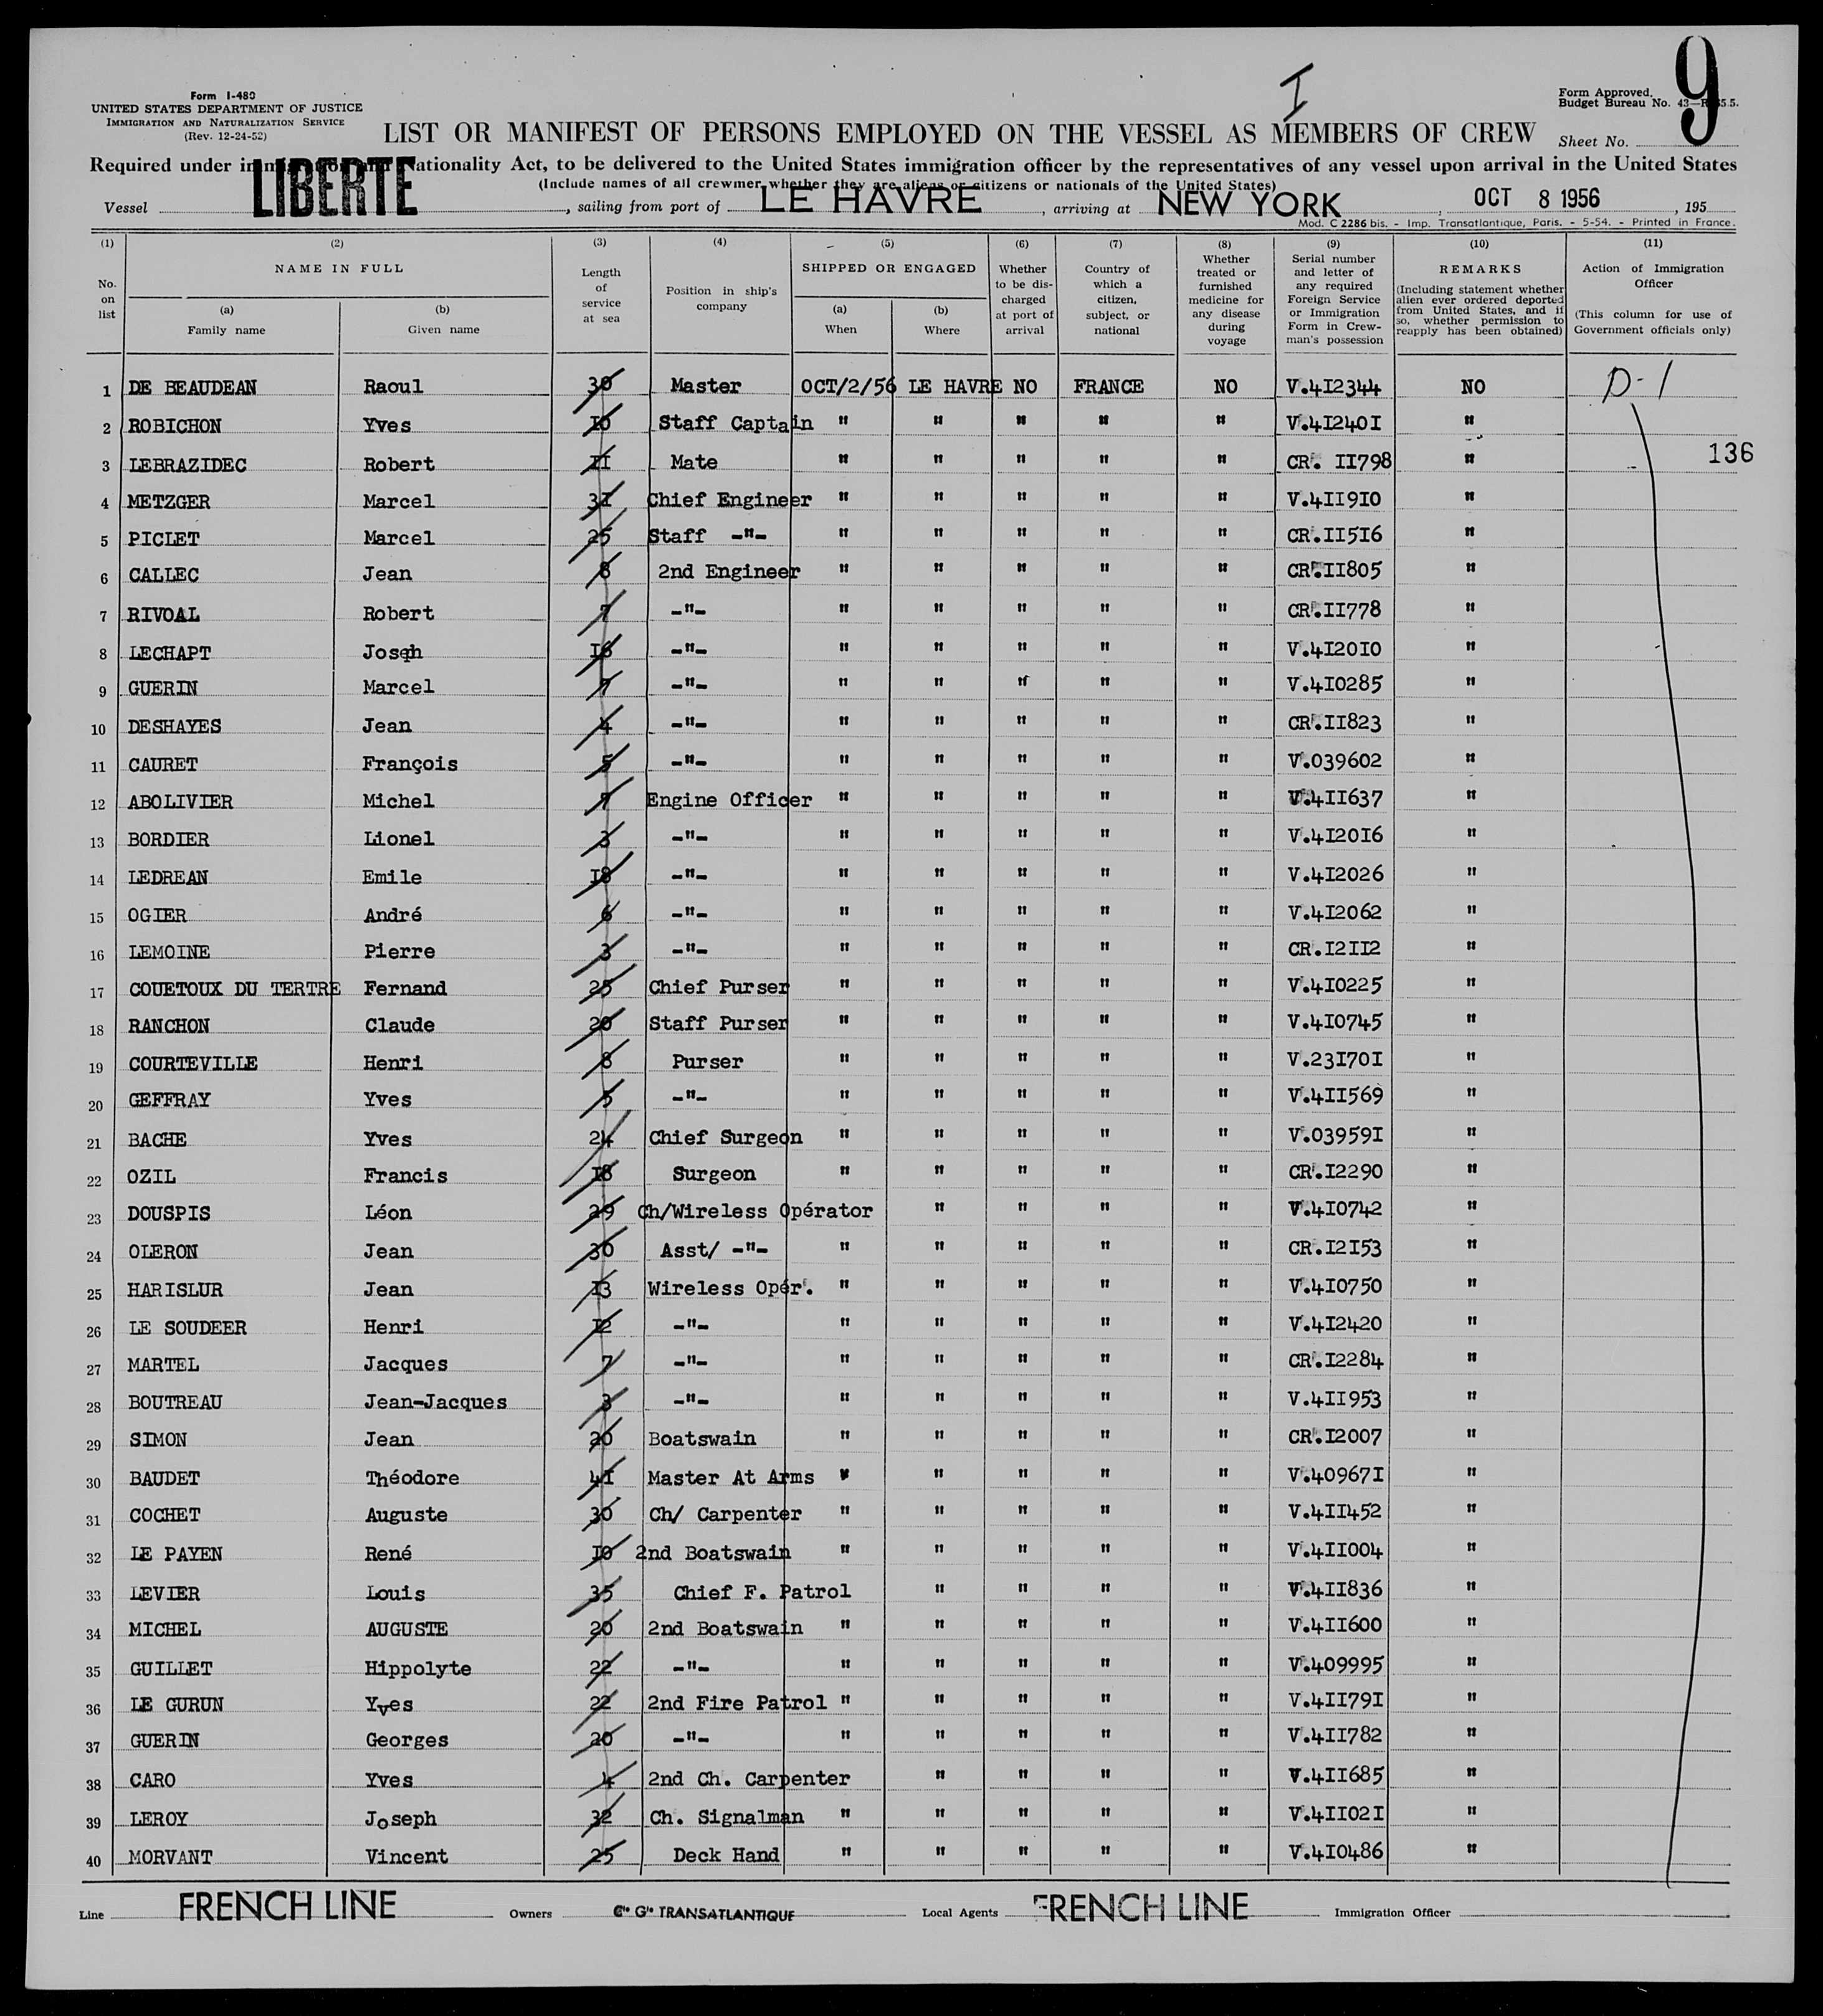 9
I
Form I-480
UNITED STATES DEPARTMENT OF JUSTICE
IMMIGRATION AND NATURALIZATION SERVICE
(Rev. 12-24-52)
Form Approved.
Budget Bureau No. 43—R 5.5.
LIST OR MANIFEST OF PERSONS EMPLOYED ON THE VESSEL AS MEMBERS OF CREW
Sheet No.
Required under Nationality Act, to be delivered to the United States immigration officer by the representatives of any vessel upon arrival in the United States
(Include names of all crewmen whether they are aliens or citizens or nationals of the United States)
Vessel LIBERTE, sailing from port of LE HAVRE, arriving at NEW YORK, OCT 8 1956, 195
Mod. C 2286 bis. - Imp. Transatlantique, Paris. - 5-54. - Printed in France.
(1) (2) (3) (4) (5) (6) (7) (8) (9) (10) (11)
No. on list
NAME IN FULL
(a) Family name
(b) Given name
Length of service at sea
Position in ship's company
SHIPPED OR ENGAGED
(a) When
(b) Where
Whether to be discharged at port of arrival
Country of which a citizen, subject, or national
Whether treated or furnished medicine for any disease during voyage
Serial number and letter of any required Foreign Service or Immigration Form in Crewman's possession
REMARKS
(Including statement whether alien ever ordered deported from United States, and if so, whether permission to reapply has been obtained)
Action of Immigration Officer
(This column for use of Government officials only)
1 DE BEAUDEAN Raoul 30 Master OCT/2/56 LE HAVRE NO FRANCE NO V.412344 NO D-1
2 ROBICHON Yves 10 Staff Captain " " " " " V.412401 "
3 LEBRAZIDEC Robert 11 Mate " " " " " CR. 11798 " 136
4 METZGER Marcel 31 Chief Engineer " " " " " V.411910 "
5 PICLET Marcel 25 Staff -"- " " " " " CR.11516 "
6 CALLEC Jean 8 2nd Engineer " " " " " CR.11805 "
7 RIVOAL Robert 7 -"- " " " " " CR.11778 "
8 LECHAPT Joseph 16 -"- " " " " " V.412010 "
9 GUERIN Marcel 7 -"- " " " " " V.410285 "
10 DESHAYES Jean 4 -"- " " " " " CR.11823 "
11 CAURET François 5 -"- " " " " " V.039602 "
12 ABOLIVIER Michel 7 Engine Officer " " " " " V.411637 "
13 BORDIER Lionel 3 -"- " " " " " V.412016 "
14 LEDREAN Emile 18 -"- " " " " " V.412026 "
15 OGIER André 6 -"- " " " " " V.412062 "
16 LEMOINE Pierre 3 -"- " " " " " CR.12112 "
17 COUETOUX DU TERTRE Fernand 25 Chief Purser " " " " " V.410225 "
18 RANCHON Claude 20 Staff Purser " " " " " V.410745 "
19 COURTEVILLE Henri 8 Purser " " " " " V.231701 "
20 GEFFRAY Yves 5 -"- " " " " " V.411569 "
21 BACHE Yves 24 Chief Surgeon " " " " " V.039591 "
22 OZIL Francis 18 Surgeon " " " " " CR.12290 "
23 DOUSPIS Léon 29 Ch/Wireless Opérator " " " " V.410742 "
24 OLERON Jean 30 Asst/ -"- " " " " " CR.12153 "
25 HARISLUR Jean 13 Wireless Opér. " " " " " V.410750 "
26 LE SOUDEER Henri 12 -"- " " " " " V.412420 "
27 MARTEL Jacques 7 -"- " " " " " CR.12284 "
28 BOUTREAU Jean-Jacques 3 -"- " " " " " V.411953 "
29 SIMON Jean 20 Boatswain " " " " " CR.12007 "
30 BAUDET Théodore 41 Master At Arms " " " " " V.409671 "
31 COCHET Auguste 30 Ch/ Carpenter " " " " " V.411452 "
32 LE PAYEN René 10 2nd Boatswain " " " " " V.411004 "
33 LEVIER Louis 35 Chief F. Patrol " " " " V.411836 "
34 MICHEL AUGUSTE 20 2nd Boatswain " " " " " V.411600 "
35 GUILLET Hippolyte 22 -"- " " " " " V.409995 "
36 LE GURUN Yves 22 2nd Fire Patrol " " " " " V.411791 "
37 GUERIN Georges 20 -"- " " " " " V.411782 "
38 CARO Yves 4 2nd Ch. Carpenter " " " " V.411685 "
39 LEROY Joseph 32 Ch. Signalman " " " " " V.411021 "
40 MORVANT Vincent 25 Deck Hand " " " " " V.410486 "
Line FRENCH LINE Owners Cie Gle TRANSATLANTIQUE Local Agents FRENCH LINE Immigration Officer